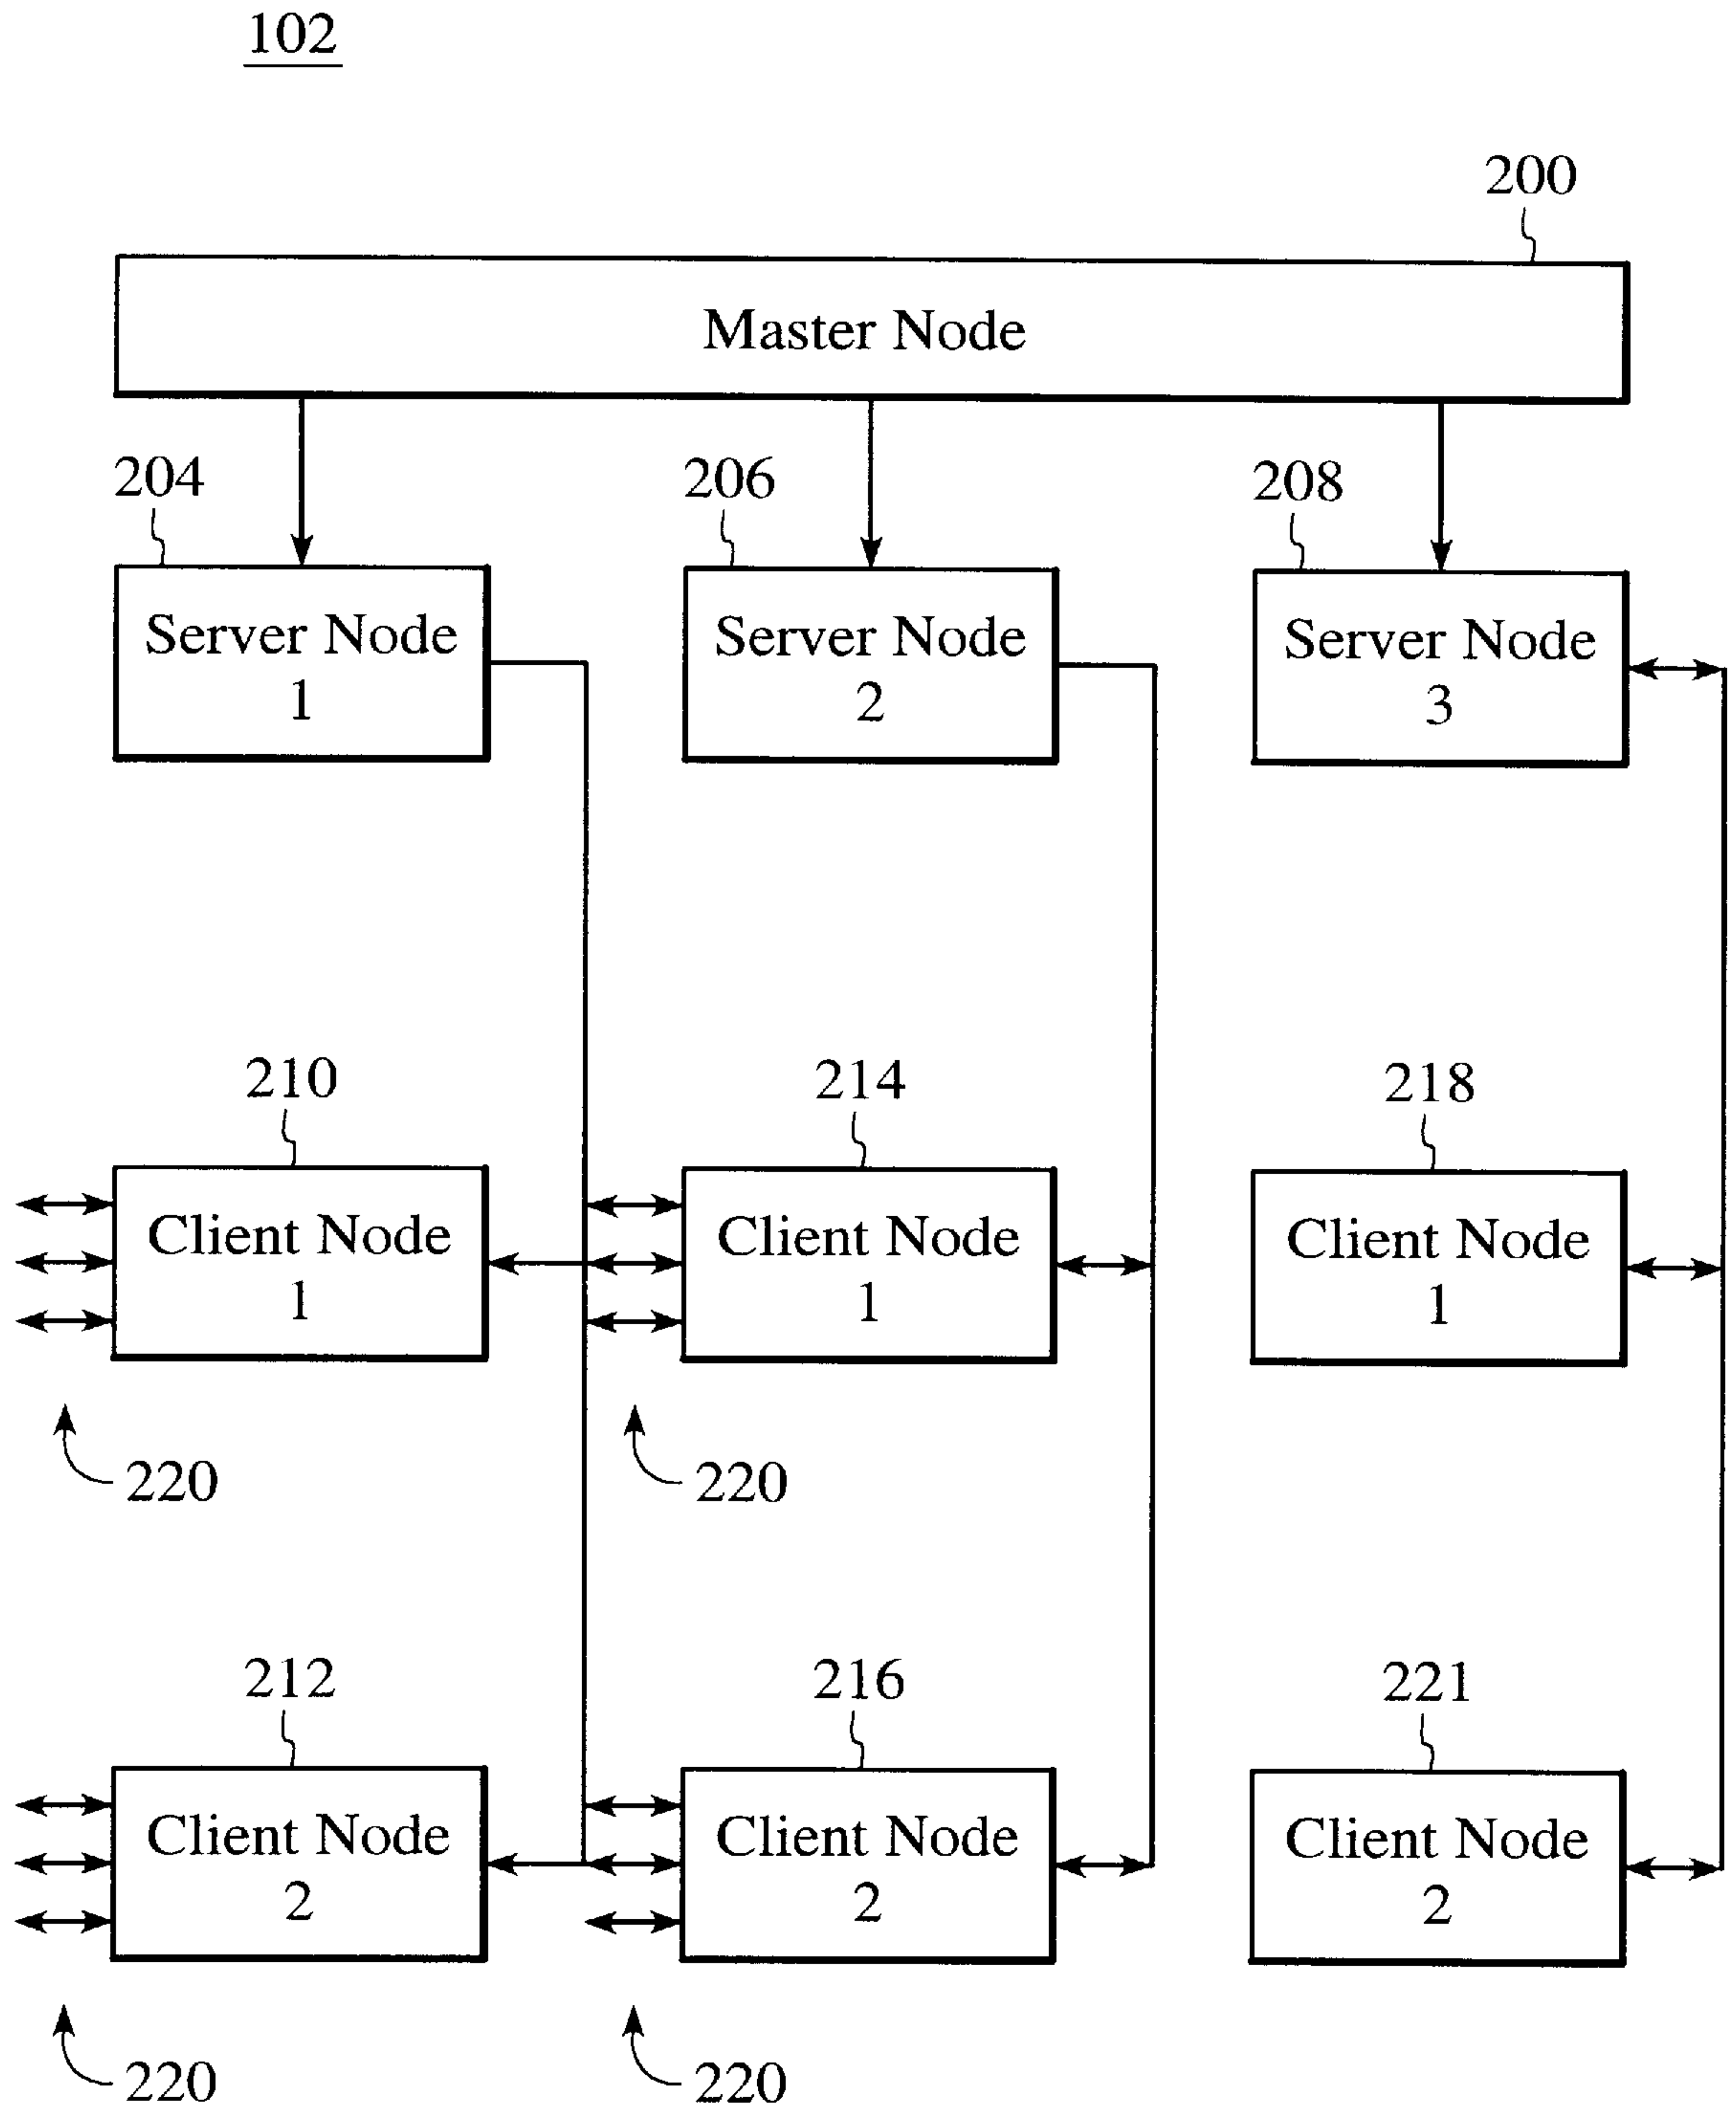 102
200
Master Node
204
206
208
Server Node
1
Server Node
2
Server Node
3
210
214
218
Client Node
1
Client Node
1
Client Node
1
220
220
212
216
221
Client Node
2
Client Node
2
Client Node
2
220
220